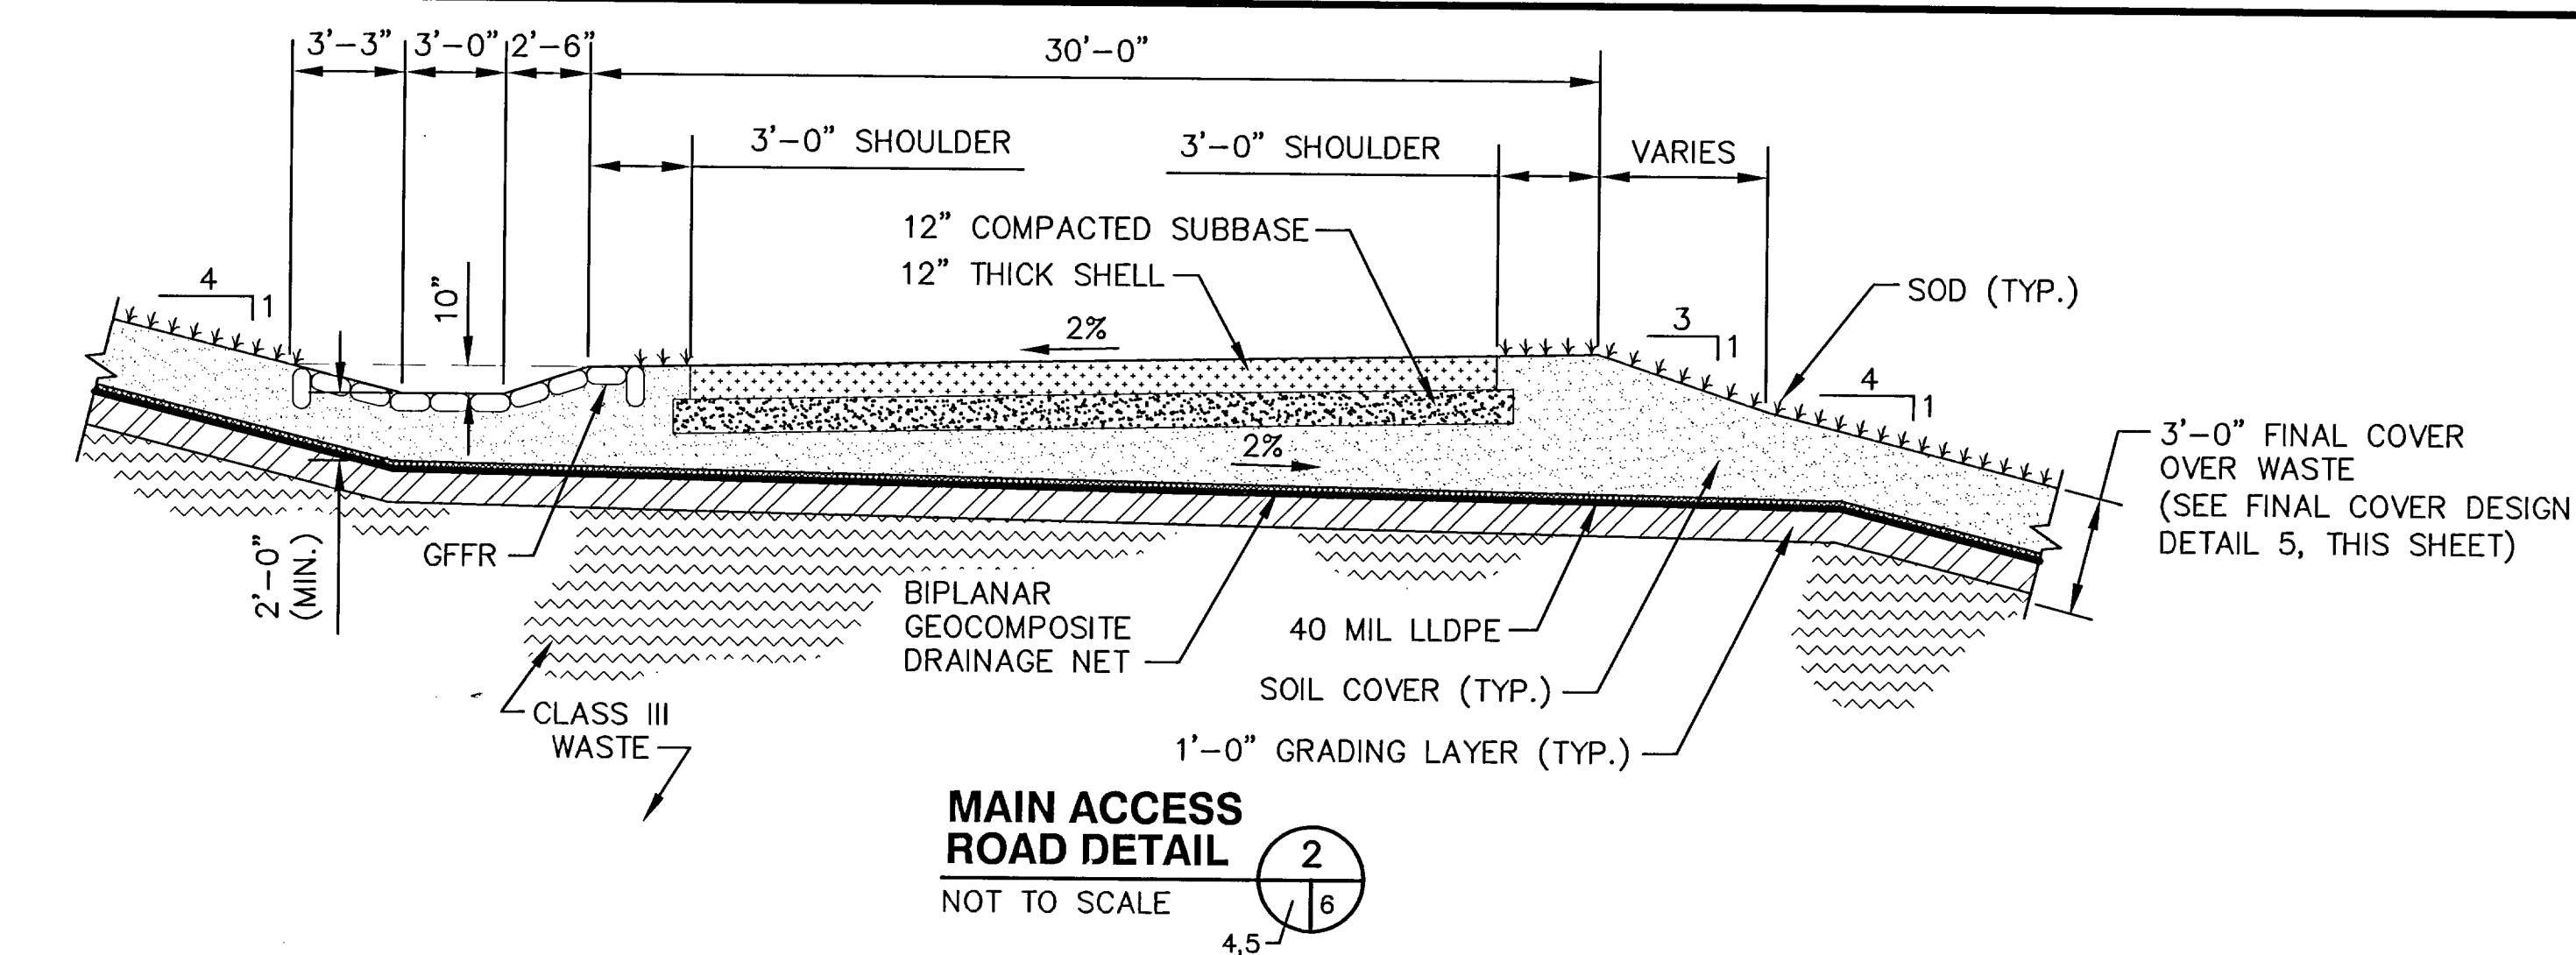 3'-3" 3'-0" 2'-6" 30'-0"
3'-0" SHOULDER 3'-0" SHOULDER VARIES
12" COMPACTED SUBBASE
12" THICK SHELL
4
1
10"
2%
3
1
SOD (TYP.)
4
1
2%
3'-0" FINAL COVER
OVER WASTE
(SEE FINAL COVER DESIGN
DETAIL 5, THIS SHEET)
2'-0"
(MIN.)
GFFR
BIPLANAR
GEOCOMPOSITE
DRAINAGE NET
40 MIL LLDPE
SOIL COVER (TYP.)
1'-0" GRADING LAYER (TYP.)
CLASS III
WASTE
MAIN ACCESS
ROAD DETAIL
NOT TO SCALE
2
6
4,5